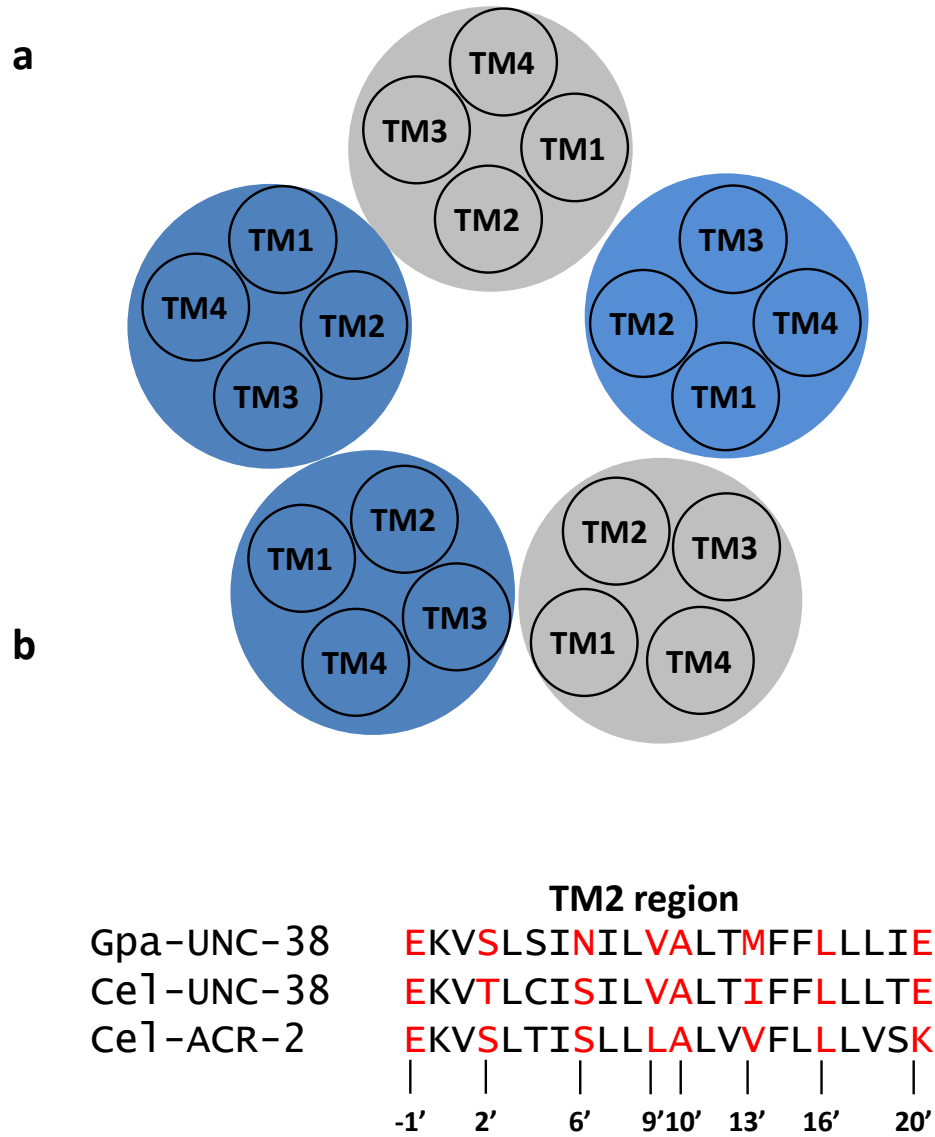 a
TM4
TM3
TM1
TM2
TM1
TM4
TM2
TM3
TM3
TM2
TM4
TM1
TM2
TM1
TM3
TM4
TM2
TM3
TM1
TM4
b
TM2 region
Gpa-UNC-38 EKVSLSINILVALTMFFLLLIE
Cel-UNC-38 EKVTLCISILVALTIFFLLLTE
Cel-ACR-2 EKVSLTISLLLALVVFLLLVSK
-1’ 2’ 6’ 9’ 10’ 13’ 16’ 20’